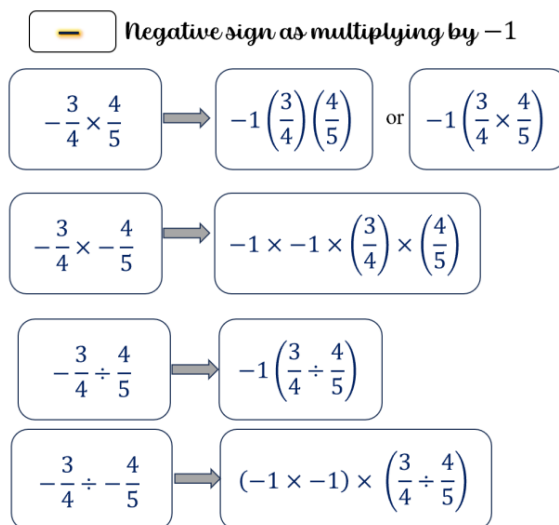 − Negative sign as multiplying by −1
−3/4 × 4/5 −1(3/4)(4/5) or −1(3/4 × 4/5)
−3/4 × −4/5 −1 × −1 × (3/4) × (4/5)
−3/4 ÷ 4/5 −1(3/4 ÷ 4/5)
−3/4 ÷ −4/5 (−1 × −1) × (3/4 ÷ 4/5)